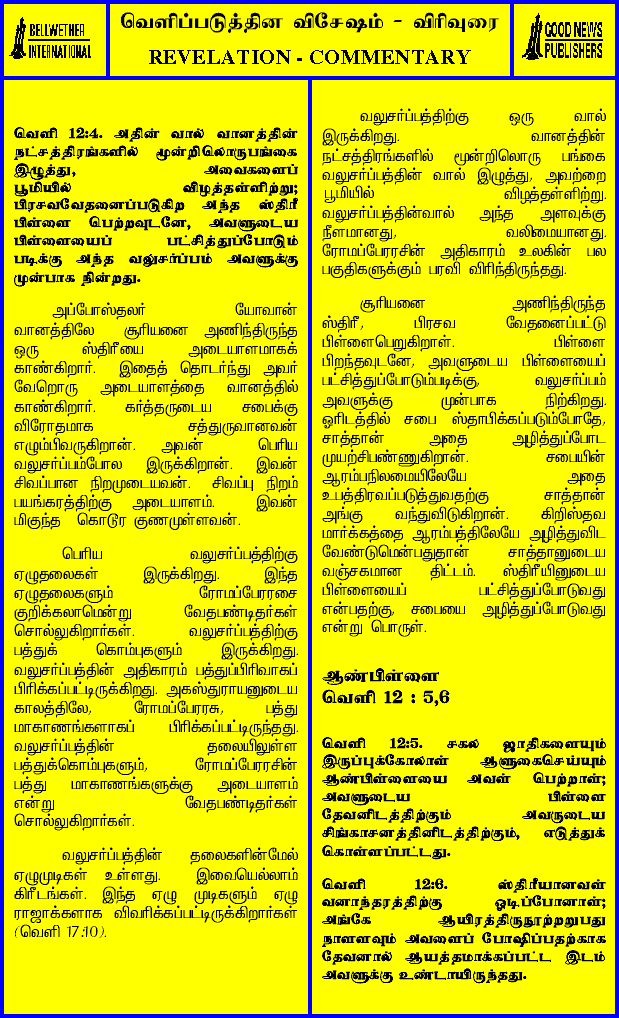 BELLWETHER
INTERNATIONAL
வெளிப்படுத்தின விசேஷம் - விரிவுரை
REVELATION - COMMENTARY
GOOD NEWS
PUBLISHERS
வெளி 12:4. அதின் வால் வானத்தின்
நட்சத்திரங்களில் மூன்றிலொருபங்கை
இழுத்து, அவைகளைப்
பூமியில் விழத்தள்ளிற்று;
பிரசவவேதனைப்படுகிற அந்த ஸ்திரீ
பிள்ளை பெற்றவுடனே, அவளுடைய
பிள்ளையைப் பட்சித்துப்போடும்
படிக்கு அந்த வலுசர்ப்பம் அவளுக்கு
முன்பாக நின்றது.
அப்போஸ்தலர் யோவான்
வானத்திலே சூரியனை அணிந்திருந்த
ஒரு ஸ்திரீயை அடையாளமாகக்
காண்கிறார். இதைத் தொடர்ந்து அவர்
வேறொரு அடையாளத்தை வானத்தில்
காண்கிறார். கர்த்தருடைய சபைக்கு
விரோதமாக சத்துருவானவன்
எழும்பிவருகிறான். அவன் பெரிய
வலுசர்ப்பம்போல இருக்கிறான். இவன்
சிவப்பான நிறமுடையவன். சிவப்பு நிறம்
பயங்கரத்திற்கு அடையாளம். இவன்
மிகுந்த கொடூர குணமுள்ளவன்.
பெரிய வலுசர்ப்பத்திற்கு
ஏழுதலைகள் இருக்கிறது. இந்த
ஏழுதலைகளும் ரோமப்பேரரசை
குறிக்கலாமென்று வேதபண்டிதர்கள்
சொல்லுகிறார்கள். வலுசர்ப்பத்திற்கு
பத்துக் கொம்புகளும் இருக்கிறது.
வலுசர்ப்பத்தின் அதிகாரம் பத்துப்பிரிவாகப்
பிரிக்கப்பட்டிருக்கிறது. அகஸ்துராயனுடைய
காலத்திலே, ரோமப்பேரரசு, பத்து
மாகாணங்களாகப் பிரிக்கப்பட்டிருந்தது.
வலுசர்ப்பத்தின் தலையிலுள்ள
பத்துக்கொம்புகளும், ரோமப்பேரரசின்
பத்து மாகாணங்களுக்கு அடையாளம்
என்று வேதபண்டிதர்கள்
சொல்லுகிறார்கள்.
வலுசர்ப்பத்தின் தலைகளின்மேல்
ஏழுமுடிகள் உள்ளது. இவையெல்லாம்
கிரீடங்கள். இந்த ஏழு முடிகளும் ஏழு
ராஜாக்களாக விவரிக்கப்பட்டிருக்கிறார்கள்
(வெளி 17:10).
வலுசர்ப்பத்திற்கு ஒரு வால்
இருக்கிறது. வானத்தின்
நட்சத்திரங்களில் மூன்றிலொரு பங்கை
வலுசர்ப்பத்தின் வால் இழுத்து, அவற்றை
பூமியில் விழத்தள்ளிற்று.
வலுசர்ப்பத்தின்வால் அந்த அளவுக்கு
நீளமானது, வலிமையானது.
ரோமப்பேரரசின் அதிகாரம் உலகின் பல
பகுதிகளுக்கும் பரவி விரிந்திருந்தது.
சூரியனை அணிந்திருந்த
ஸ்திரீ, பிரசவ வேதனைப்பட்டு
பிள்ளைபெறுகிறாள். பிள்ளை
பிறந்தவுடனே, அவளுடைய பிள்ளையைப்
பட்சித்துப்போடும்படிக்கு, வலுசர்ப்பம்
அவளுக்கு முன்பாக நிற்கிறது.
ஓரிடத்தில் சபை ஸ்தாபிக்கப்படும்போதே,
சாத்தான் அதை அழித்துப்போட
முயற்சிபண்ணுகிறான். சபையின்
ஆரம்பநிலைமையிலேயே அதை
உபத்திரவப்படுத்துவதற்கு சாத்தான்
அங்கு வந்துவிடுகிறான். கிறிஸ்தவ
மார்க்கத்தை ஆரம்பத்திலேயே அழித்துவிட
வேண்டுமென்பதுதான் சாத்தானுடைய
வஞ்சகமான திட்டம். ஸ்திரீயினுடைய
பிள்ளையைப் பட்சித்துப்போடுவது
என்பதற்கு, சபையை அழித்துப்போடுவது
என்று பொருள்.
ஆண்பிள்ளை
வெளி 12 : 5,6
வெளி 12:5. சகல ஜாதிகளையும்
இருப்புக்கோலால் ஆளுகைசெய்யும்
ஆண்பிள்ளையை அவள் பெற்றாள்;
அவளுடைய பிள்ளை
தேவனிடத்திற்கும் அவருடைய
சிங்காசனத்தினிடத்திற்கும், எடுத்துக்
கொள்ளப்பட்டது.
வெளி 12:6. ஸ்திரீயானவள்
வனாந்தரத்திற்கு ஓடிப்போனாள்;
அங்கே ஆயிரத்திருநூற்றறுபது
நாளளவும் அவளைப் போஷிப்பதற்காக
தேவனால் ஆயத்தமாக்கப்பட்ட இடம்
அவளுக்கு உண்டாயிருந்தது.